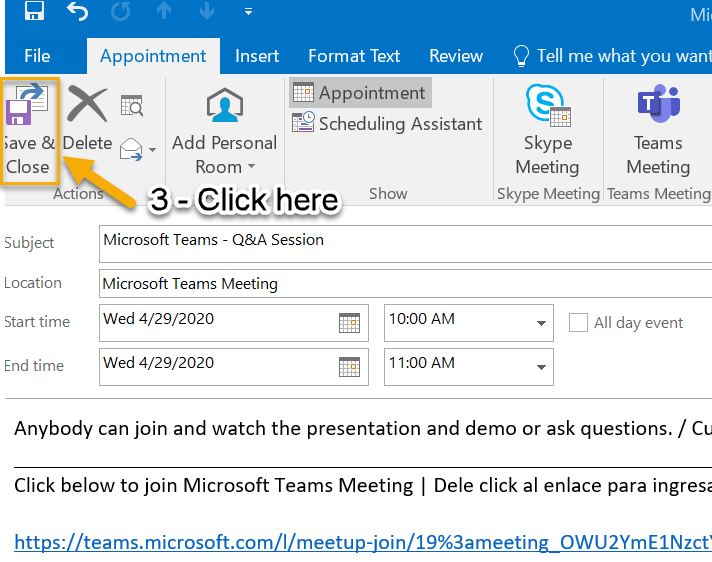 Mic
File Appointment Insert Format Text Review Tell me what you want
Save & Close
Delete
Add Personal
Room
Appointment
Scheduling Assistant
Skype
Meeting
Teams
Meeting
Actions
Show
Skype Meeting
Teams Meeting
3 - Click here
Subject Microsoft Teams - Q&A Session
Location Microsoft Teams Meeting
Start time Wed 4/29/2020 10:00 AM All day event
End time Wed 4/29/2020 11:00 AM
Anybody can join and watch the presentation and demo or ask questions. / Cu
Click below to join Microsoft Teams Meeting | Dele click al enlace para ingresa
https://teams.microsoft.com/l/meetup-join/19%3ameeting_OWU2YmE1NzctY